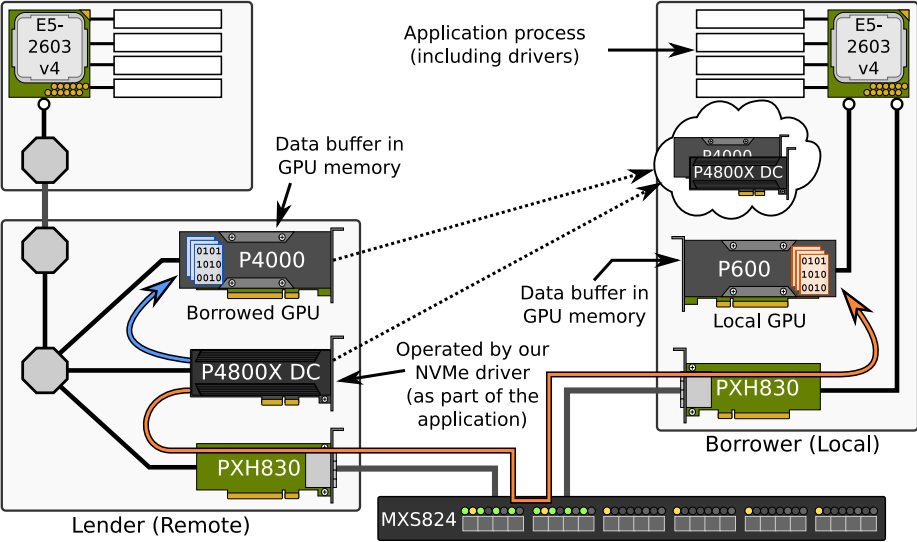 E5-
2603
v4
Application process
(including drivers)
E5-
2603
v4
Data buffer in
GPU memory
P4000
P4800X DC
0101
1010
0010
P4000
Borrowed GPU
P600
0101
1010
0010
Local GPU
Data buffer in
GPU memory
P4800X DC
Operated by our
NVMe driver
(as part of the
application)
PXH830
Borrower (Local)
PXH830
Lender (Remote)
MXS824